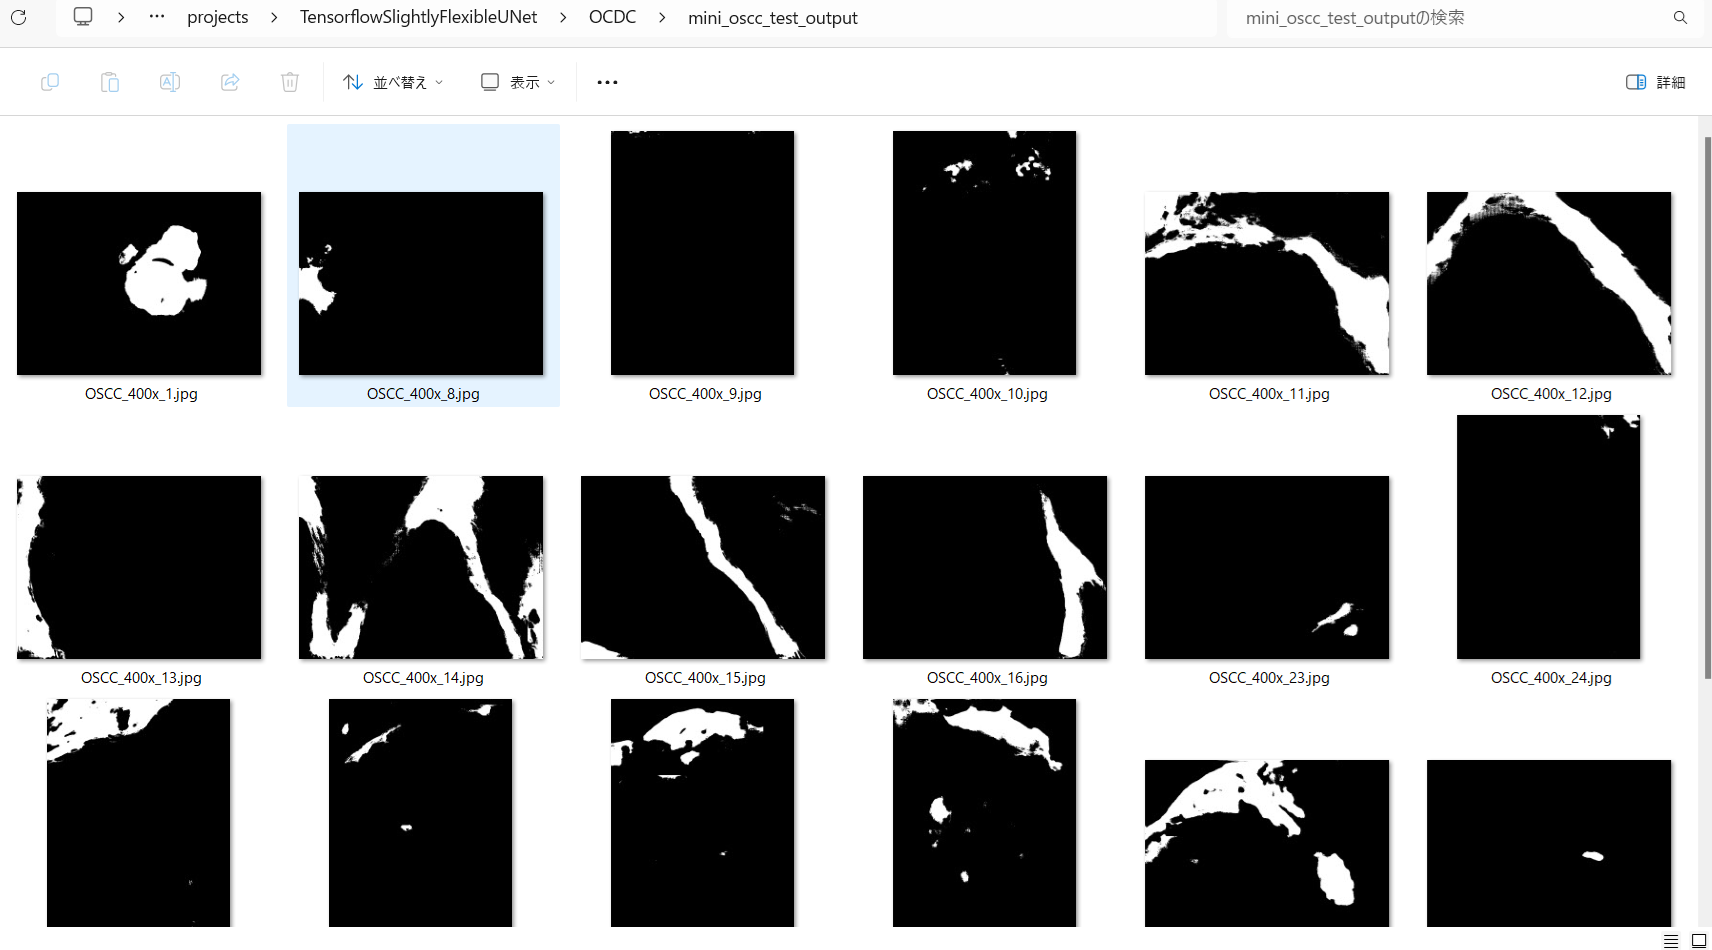 projects > TensorflowSlightlyFlexibleUNet > OCDC > mini_oscc_test_output
mini_oscc_test_outputの検索
並べ替え
表示
詳細
OSCC_400x_1.jpg
OSCC_400x_8.jpg
OSCC_400x_9.jpg
OSCC_400x_10.jpg
OSCC_400x_11.jpg
OSCC_400x_12.jpg
OSCC_400x_13.jpg
OSCC_400x_14.jpg
OSCC_400x_15.jpg
OSCC_400x_16.jpg
OSCC_400x_23.jpg
OSCC_400x_24.jpg